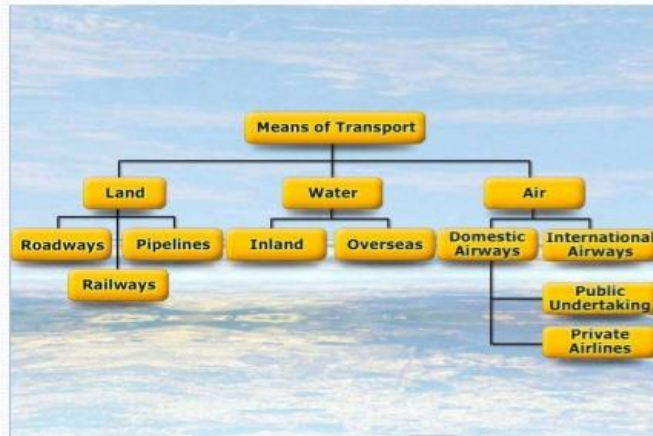 Means of Transport
Land
Water
Air
Roadways
Pipelines
Inland
Overseas
Domestic
Airways
International
Airways
Railways
Public
Undertaking
Private
Airlines